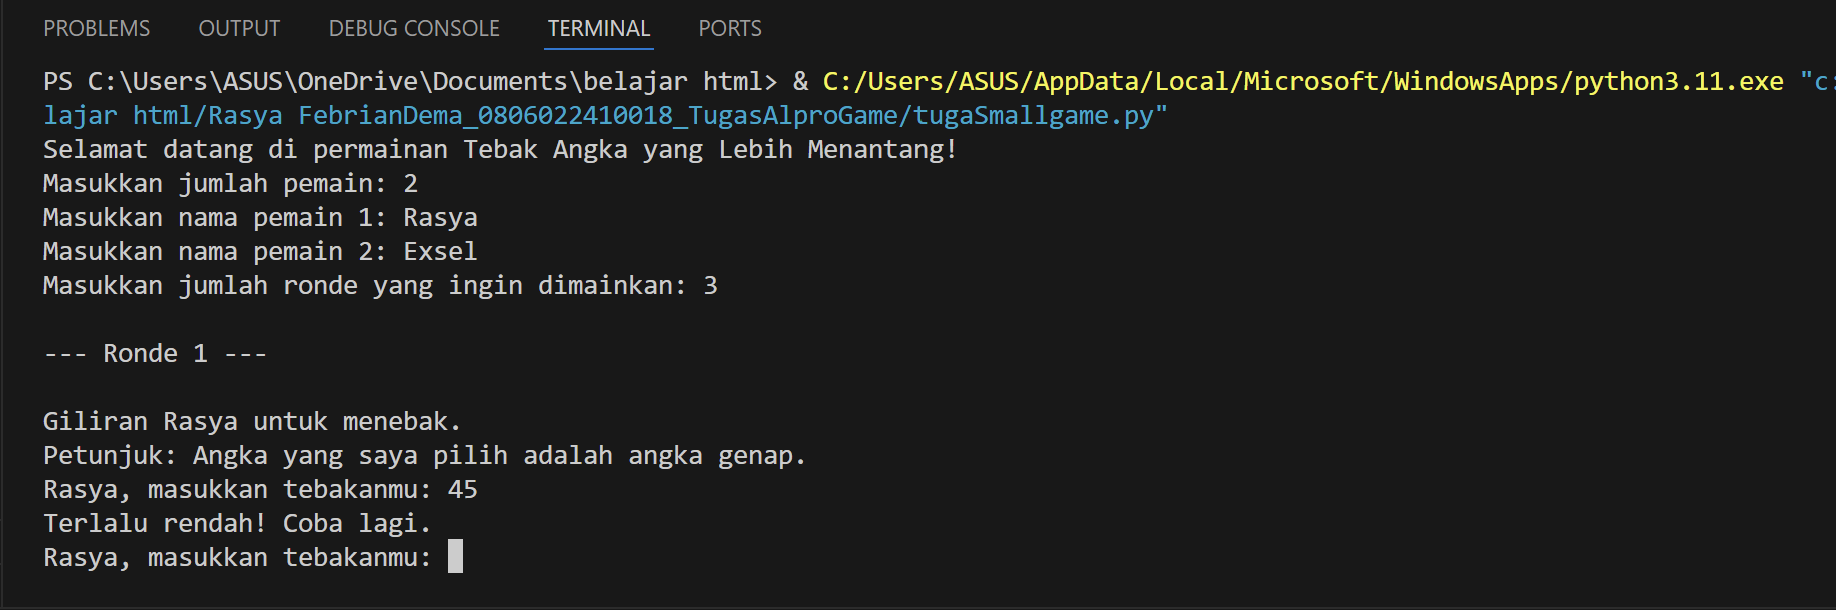 PROBLEMS OUTPUT DEBUG CONSOLE TERMINAL PORTS
PS C:\Users\ASUS\OneDrive\Documents\belajar html> & C:/Users/ASUS/AppData/Local/Microsoft/WindowsApps/python3.11.exe "c:
lajar html/Rasya FebrianDema_0806022410018_TugasAlproGame/tugaSmallgame.py"
Selamat datang di permainan Tebak Angka yang Lebih Menantang!
Masukkan jumlah pemain: 2
Masukkan nama pemain 1: Rasya
Masukkan nama pemain 2: Exsel
Masukkan jumlah ronde yang ingin dimainkan: 3
--- Ronde 1 ---
Giliran Rasya untuk menebak.
Petunjuk: Angka yang saya pilih adalah angka genap.
Rasya, masukkan tebakanmu: 45
Terlalu rendah! Coba lagi.
Rasya, masukkan tebakanmu: